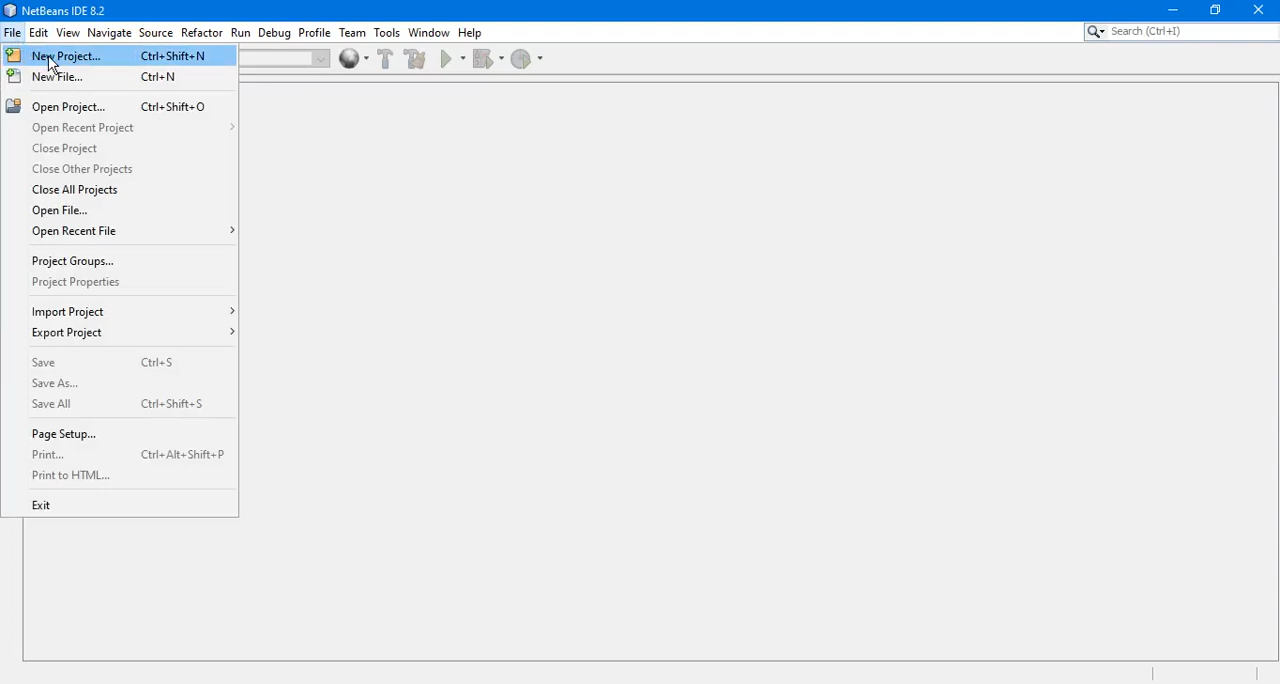 NetBeans IDE 8.2
File Edit View Navigate Source Refactor Run Debug Profile Team Tools Window Help
Search (Ctrl+I)
New Project... Ctrl+Shift+N
New File... Ctrl+N
Open Project... Ctrl+Shift+O
Open Recent Project
Close Project
Close Other Projects
Close All Projects
Open File...
Open Recent File
Project Groups...
Project Properties
Import Project
Export Project
Save Ctrl+S
Save As...
Save All Ctrl+Shift+S
Page Setup...
Print... Ctrl+Alt+Shift+P
Print to HTML...
Exit